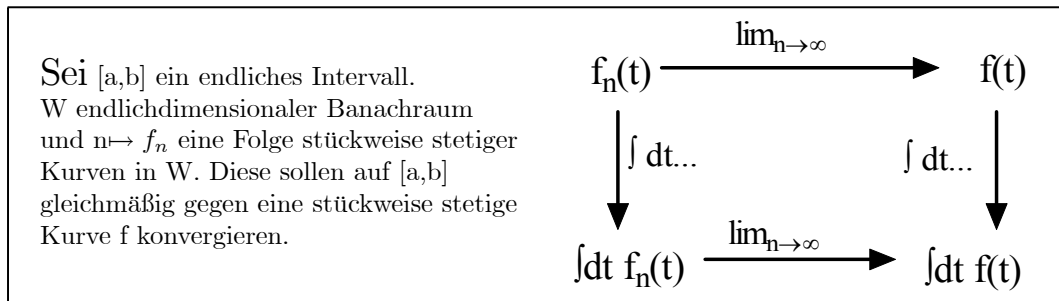 Sei [a,b] ein endliches Intervall.
W endlichdimensionaler Banachraum
und n↦ fₙ eine Folge stückweise stetiger
Kurven in W. Diese sollen auf [a,b]
gleichmäßig gegen eine stückweise stetige
Kurve f konvergieren.
limₙ→∞
fₙ(t) f(t)
∫ dt... ∫ dt...
limₙ→∞
∫dt fₙ(t) ∫dt f(t)